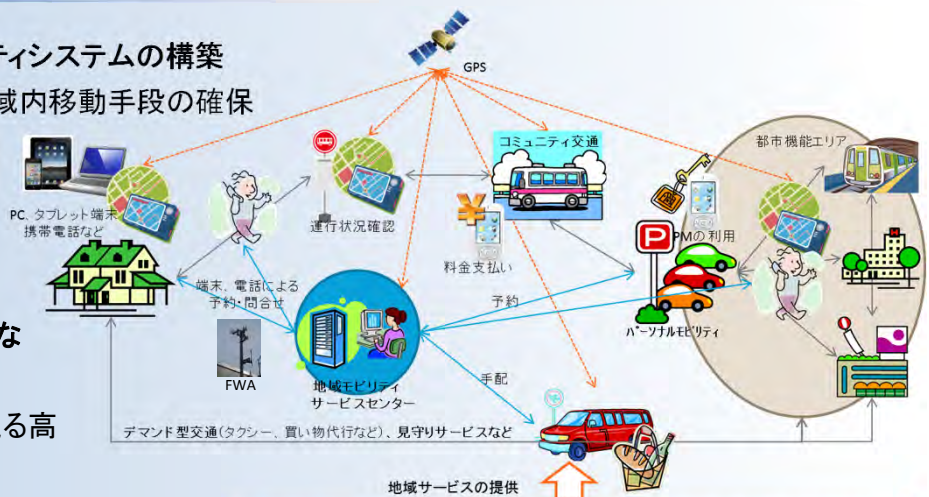 ティシステムの構築
域内移動手段の確保
GPS
コミュニティ交通
都市機能エリア
PC、タブレット端末、
携帯電話など
運行状況確認
料金支払い
P
PMの利用
端末、電話による
予約・問合せ
予約
パーソナルモビリティ
な
FWA
地域モビリティ
サービスセンター
手配
る高
デマンド型交通(タクシー、買い物代行など)、見守りサービスなど
地域サービスの提供